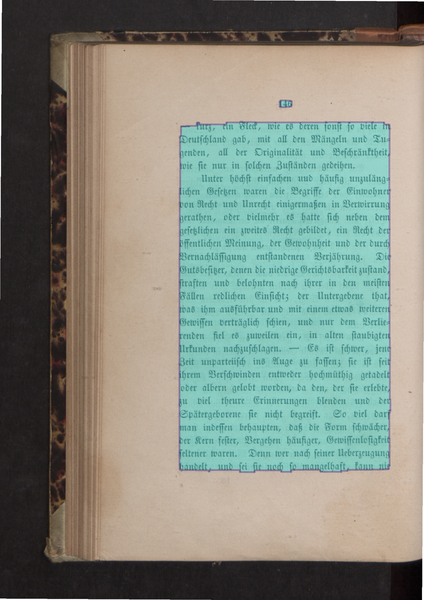 kurz, ein Fleck, wie es deren sonst so viele in
Deutschland gab, mit all den Mängeln und Tu-
genden, all der Originalität und Beschränktheit,
wie sie nur in solchen Zuständen gedeihen.
Unter höchst einfachen und häufig unzuläng-
lichen Gesetzen waren die Begriffe der Einwohner
von Recht und Unrecht einigermaßen in Verwirrung
gerathen, oder vielmehr es hatte sich neben dem
gesetzlichen ein zweites Recht gebildet, ein Recht der
öffentlichen Meinung, der Gewohnheit und der durch
Vernachlässigung entstandenen Verjährung. Die
Gutsbesitzer, denen die niedrige Gerichtsbarkeit zustand,
straften und belohnten nach ihrer in den meisten
Fällen redlichen Einsicht; der Untergebene that,
was ihm ausführbar und mit einem etwas weiteren
Gewissen verträglich schien, und nur dem Verlie-
renden fiel es zuweilen ein, in alten staubigten
Urkunden nachzuschlagen. — Es ist schwer, jene
Zeit unparteiisch ins Auge zu fassen; sie ist seit
ihrem Verschwinden entweder hochmüthig getadelt
oder albern gelobt worden, da den, der sie erlebte,
zu viel theure Erinnerungen blenden und der
Spätergeborene sie nicht begreift. So viel darf
man indessen behaupten, daß die Form schwächer,
der Kern fester, Vergehen häufiger, Gewissenlosigkeit
seltener waren. Denn wer nach seiner Ueberzeugung
handelt, und sei sie noch so mangelhaft, kann nie